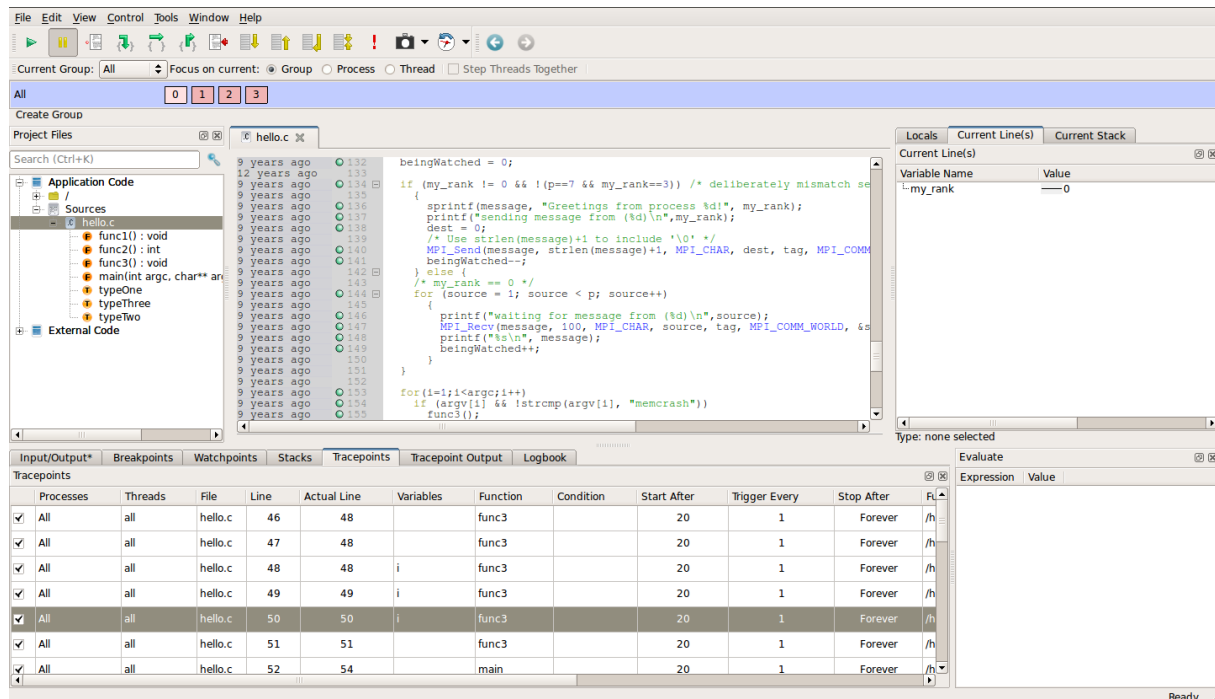 File Edit View Control Tools Window Help
Current Group: All Focus on current: Group Process Thread Step Threads Together
All 0 1 2 3
Create Group
Project Files
Search (Ctrl+K)
Application Code
/
Sources
hello.c
func1() : void
func2() : int
func3() : void
main(int argc, char** ar
typeOne
typeThree
typeTwo
External Code
hello.c
9 years ago 132 beingWatched = 0;
12 years ago 133
9 years ago 134 if (my_rank != 0 && !(p==7 && my_rank==3)) /* deliberately mismatch se
9 years ago 135 {
9 years ago 136 sprintf(message, "Greetings from process %d!", my_rank);
9 years ago 137 printf("sending message from (%d)\n",my_rank);
9 years ago 138 dest = 0;
9 years ago 139 /* Use strlen(message)+1 to include '\0' */
9 years ago 140 MPI_Send(message, strlen(message)+1, MPI_CHAR, dest, tag, MPI_COMM
9 years ago 141 beingWatched--;
9 years ago 142 } else {
9 years ago 143 /* my_rank == 0 */
9 years ago 144 for (source = 1; source < p; source++)
9 years ago 145 {
9 years ago 146 printf("waiting for message from (%d)\n",source);
9 years ago 147 MPI_Recv(message, 100, MPI_CHAR, source, tag, MPI_COMM_WORLD, &s
9 years ago 148 printf("%s\n", message);
9 years ago 149 beingWatched++;
9 years ago 150 }
9 years ago 151 }
9 years ago 152
9 years ago 153 for(i=1;i<argc;i++)
9 years ago 154 if (argv[i] && !strcmp(argv[i], "memcrash"))
9 years ago 155 func3();
Locals Current Line(s) Current Stack
Current Line(s)
Variable Name Value
my_rank 0
Type: none selected
Input/Output* Breakpoints Watchpoints Stacks Tracepoints Tracepoint Output Logbook
Tracepoints
Processes Threads File Line Actual Line Variables Function Condition Start After Trigger Every Stop After Fu
All all hello.c 46 48 func3 20 1 Forever /h
All all hello.c 47 48 func3 20 1 Forever /h
All all hello.c 48 48 i func3 20 1 Forever /h
All all hello.c 49 49 i func3 20 1 Forever /h
All all hello.c 50 50 i func3 20 1 Forever /h
All all hello.c 51 51 func3 20 1 Forever /h
All all hello.c 52 54 main 20 1 Forever /h
Evaluate
Expression Value
Ready